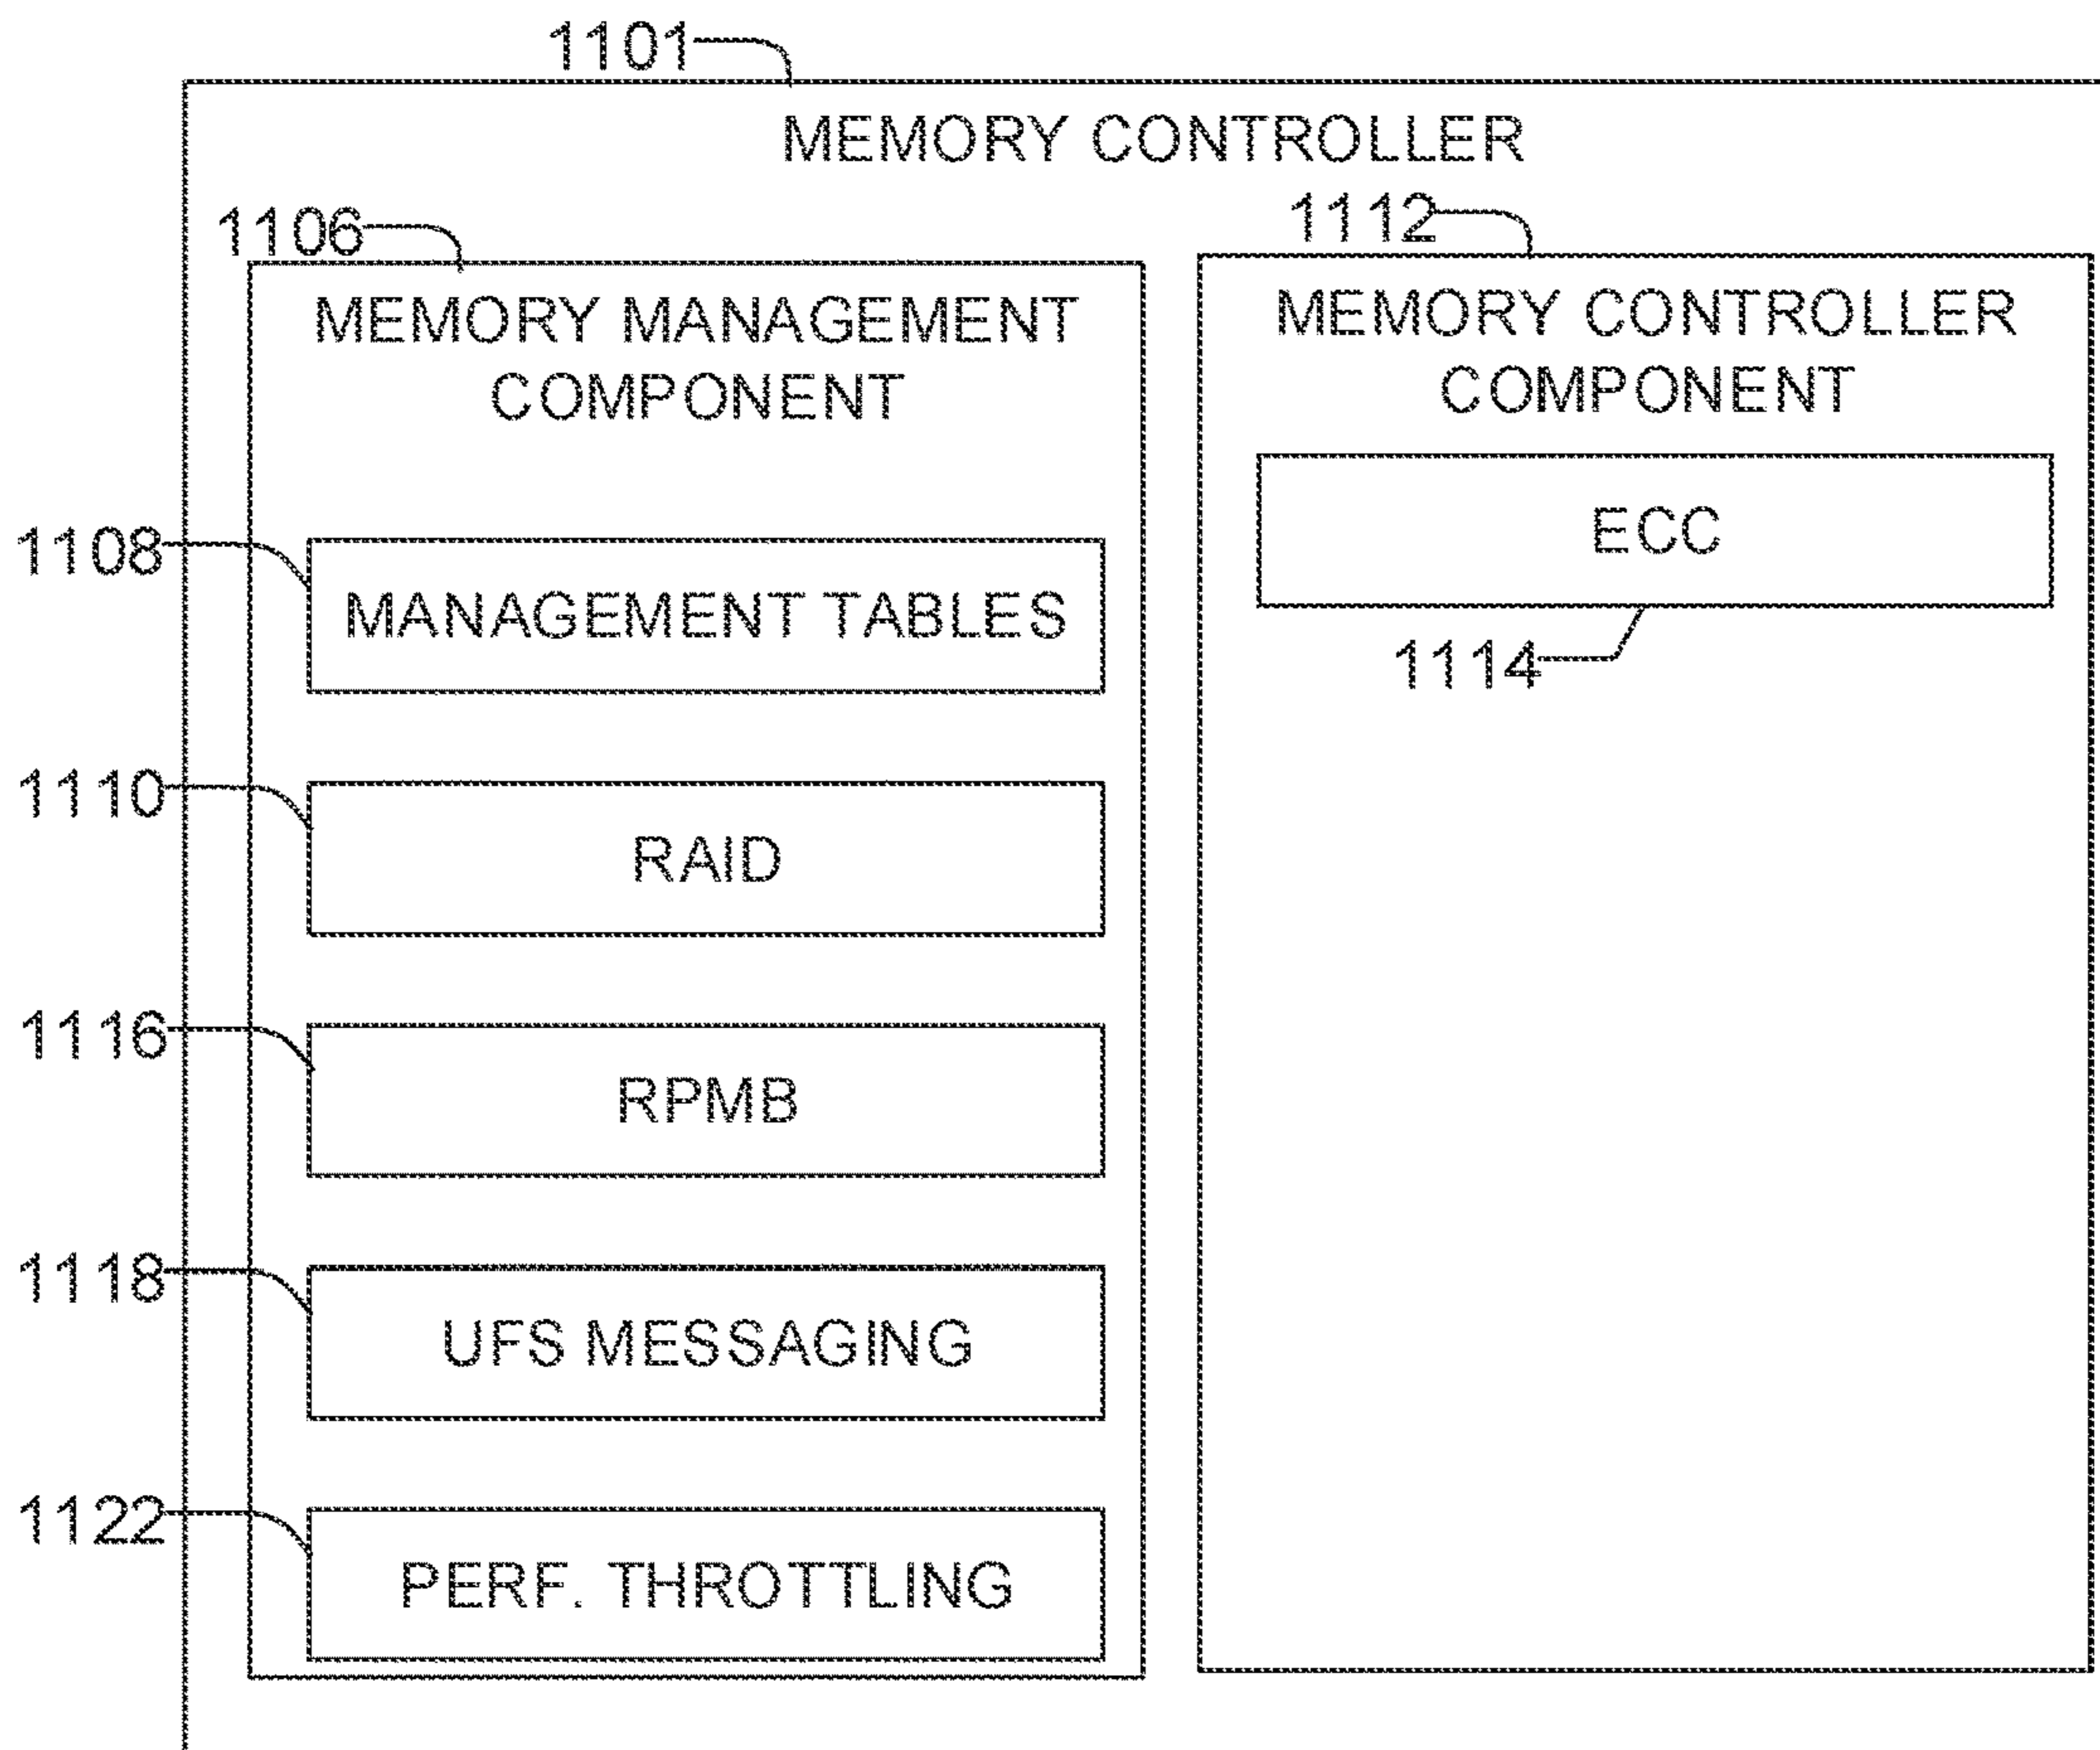 1101
MEMORY CONTROLLER
1106
MEMORY MANAGEMENT
COMPONENT
1108
MANAGEMENT TABLES
1110
RAID
1116
RPMB
1118
UFS MESSAGING
1122
PERF. THROTTLING
1112
MEMORY CONTROLLER
COMPONENT
ECC
1114